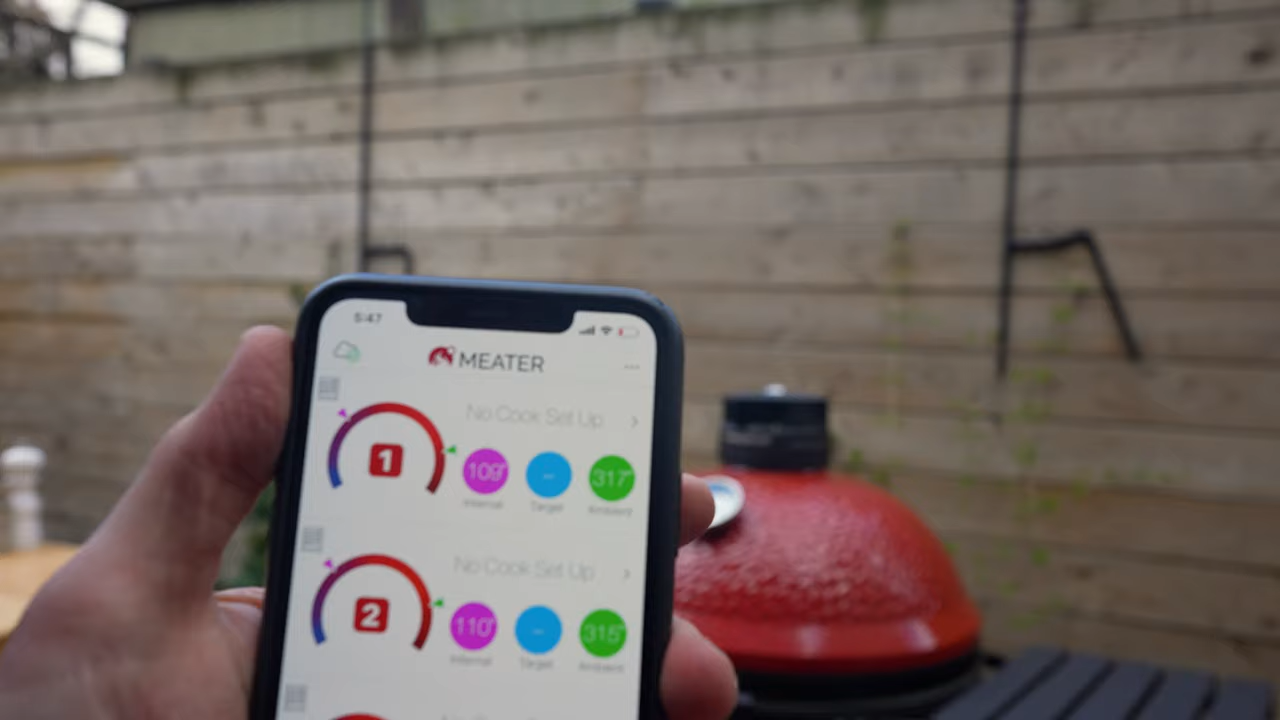 5:47
MEATER
No Cook Set Up
1
109° -- 317°
Internal Target Ambient
No Cook Set Up
2
110° -- 315°
Internal Target Ambient